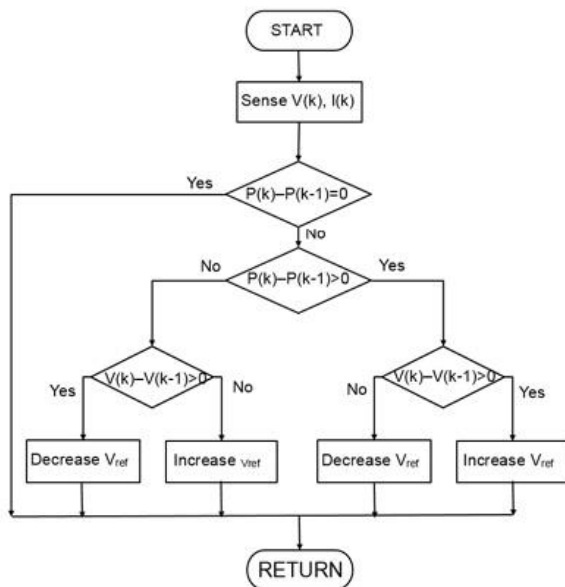 START
Sense V(k), I(k)
Yes
P(k)–P(k-1)=0
No
No
P(k)–P(k-1)>0
Yes
V(k)–V(k-1)>0
V(k)–V(k-1)>0
Yes
No
No
Yes
Decrease Vref
Increase Vref
Decrease Vref
Increase Vref
RETURN